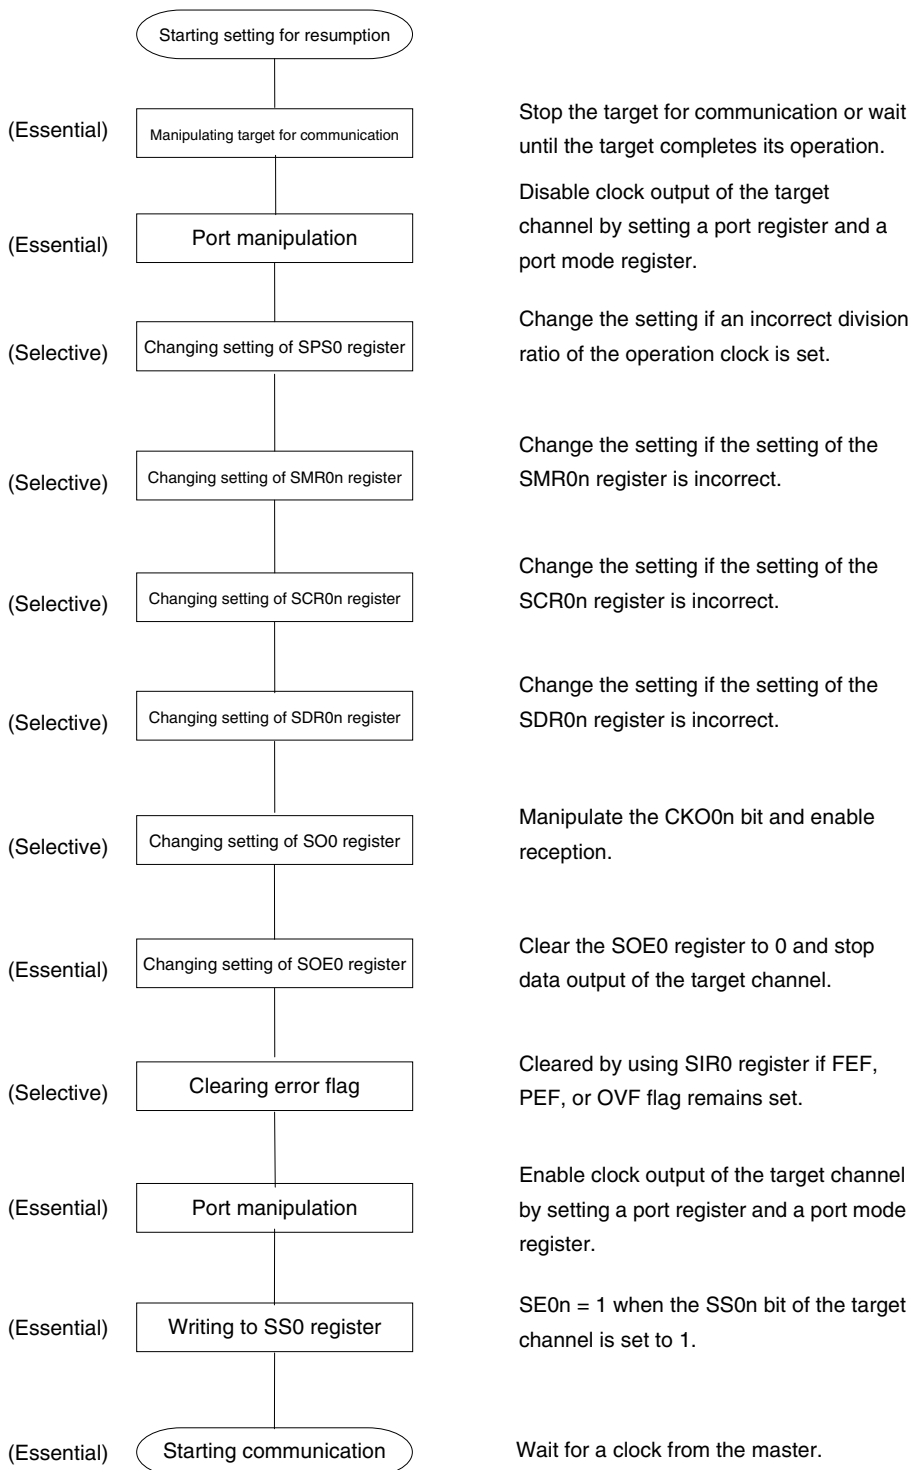 Starting setting for resumption
(Essential)
Manipulating target for communication
Stop the target for communication or wait
until the target completes its operation.
(Essential)
Port manipulation
Disable clock output of the target
channel by setting a port register and a
port mode register.
(Selective)
Changing setting of SPS0 register
Change the setting if an incorrect division
ratio of the operation clock is set.
(Selective)
Changing setting of SMR0n register
Change the setting if the setting of the
SMR0n register is incorrect.
(Selective)
Changing setting of SCR0n register
Change the setting if the setting of the
SCR0n register is incorrect.
(Selective)
Changing setting of SDR0n register
Change the setting if the setting of the
SDR0n register is incorrect.
(Selective)
Changing setting of SO0 register
Manipulate the CKO0n bit and enable
reception.
(Essential)
Changing setting of SOE0 register
Clear the SOE0 register to 0 and stop
data output of the target channel.
(Selective)
Clearing error flag
Cleared by using SIR0 register if FEF,
PEF, or OVF flag remains set.
(Essential)
Port manipulation
Enable clock output of the target channel
by setting a port register and a port mode
register.
(Essential)
Writing to SS0 register
SE0n = 1 when the SS0n bit of the target
channel is set to 1.
(Essential)
Starting communication
Wait for a clock from the master.